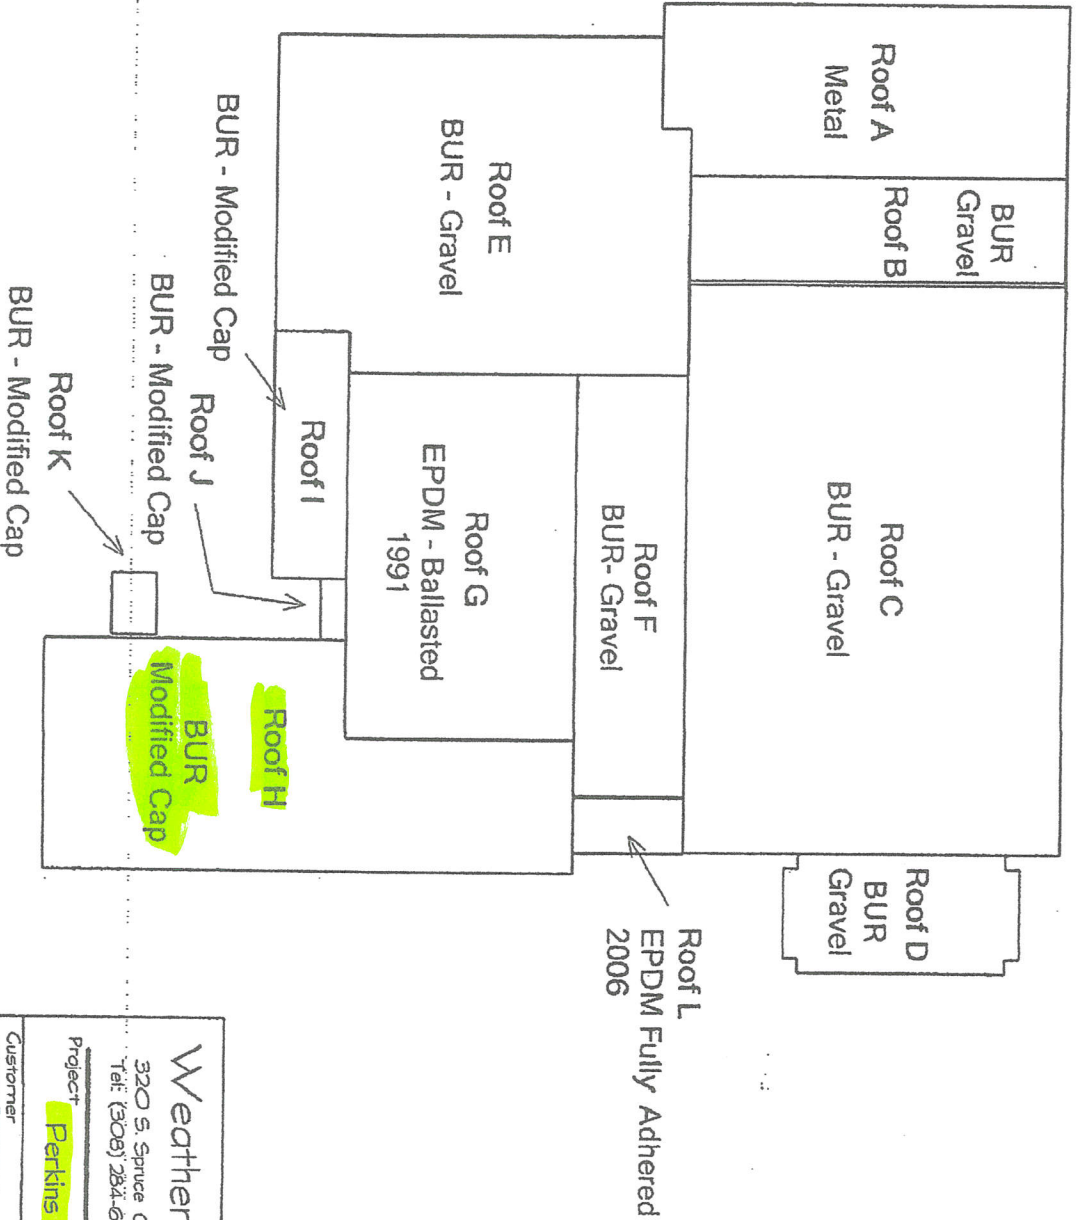 Roof A
Metal
BUR
Gravel
Roof B
Roof C
BUR - Gravel
Roof D
BUR
Gravel
Roof E
BUR - Gravel
Roof F
BUR- Gravel
Roof L
EPDM Fully Adhered
2006
Roof G
EPDM - Ballasted
1991
Roof I
BUR - Modified Cap
Roof J
BUR - Modified Cap
Roof K
BUR - Modified Cap
Roof H
BUR
Modified Cap
Weather
320 S. Spruce
Tel: (308) 284-6
Project
Perkins
Customer